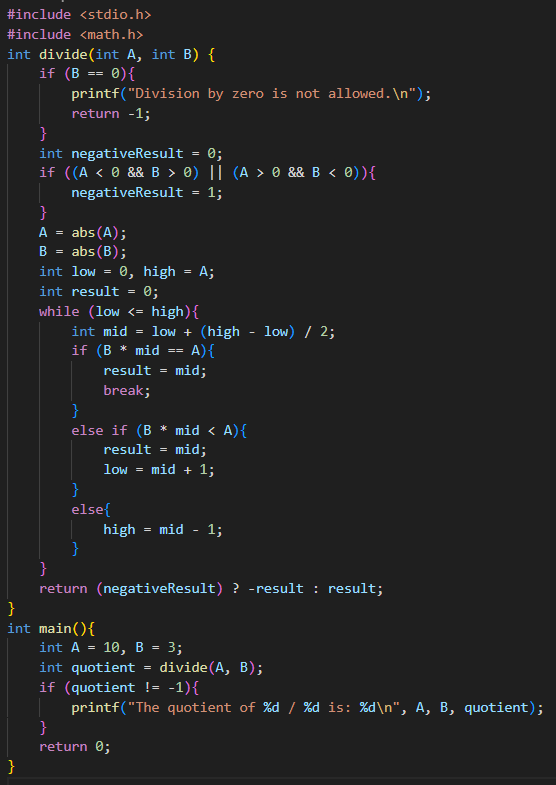 #include <stdio.h>
#include <math.h>
int divide(int A, int B) {
    if (B == 0){
        printf("Division by zero is not allowed.\n");
        return -1;
    }
    int negativeResult = 0;
    if ((A < 0 && B > 0) || (A > 0 && B < 0)){
        negativeResult = 1;
    }
    A = abs(A);
    B = abs(B);
    int low = 0, high = A;
    int result = 0;
    while (low <= high){
        int mid = low + (high - low) / 2;
        if (B * mid == A){
            result = mid;
            break;
        }
        else if (B * mid < A){
            result = mid;
            low = mid + 1;
        }
        else{
            high = mid - 1;
        }
    }
    return (negativeResult) ? -result : result;
}
int main(){
    int A = 10, B = 3;
    int quotient = divide(A, B);
    if (quotient != -1){
        printf("The quotient of %d / %d is: %d\n", A, B, quotient);
    }
    return 0;
}